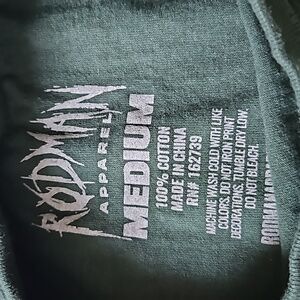 RODMAN
APPAREL
MEDIUM
100% COTTON
MADE IN CHINA
RN# 162739
MACHINE WASH COLD WITH LIKE
COLORS. DO NOT IRON PRINT
DECORATIONS. TUMBLE DRY LOW.
DO NOT BLEACH.